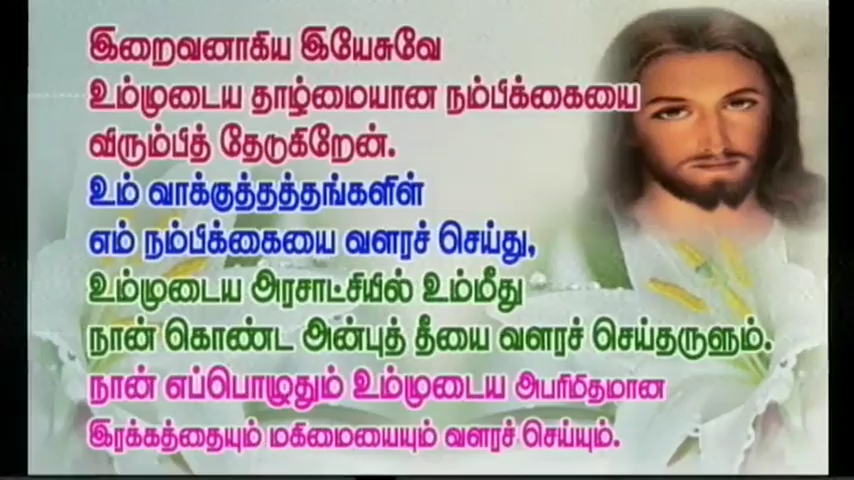 இறைவனாகிய இயேசுவே
உம்முடைய தாழ்மையான நம்பிக்கையை
விரும்பித் தேடுகிறேன்.
உம் வாக்குத்தத்தங்களிள்
எம் நம்பிக்கையை வளரச் செய்து,
உம்முடைய அரசாட்சியில் உம்மீது
நான் கொண்ட அன்புத் தீயை வளரச் செய்தருளும்.
நான் எப்பொழுதும் உம்முடைய அபரிமிதமான
இரக்கத்தையும் மகிமையையும் வளரச் செய்யும்.